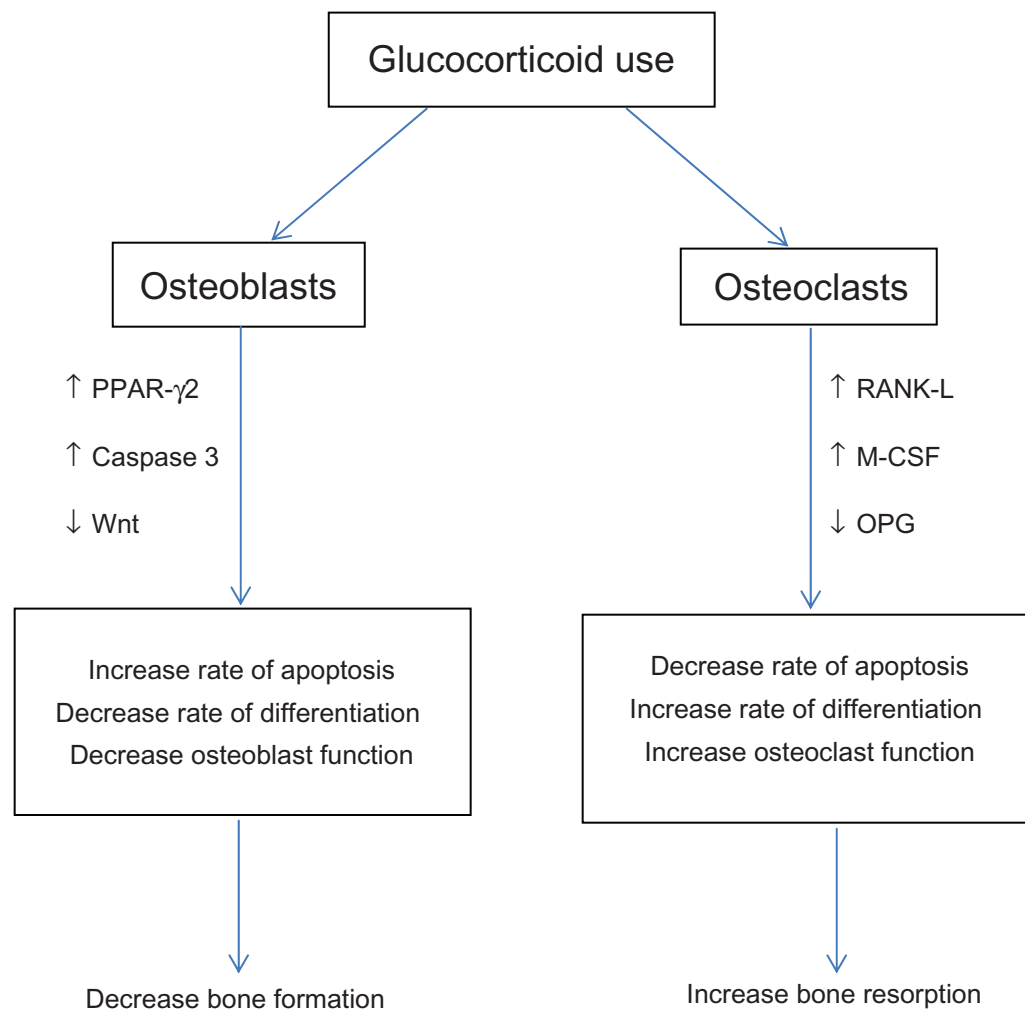 Glucocorticoid use
Osteoblasts
↑ PPAR-γ2
↑ Caspase 3
↓ Wnt
Increase rate of apoptosis
Decrease rate of differentiation
Decrease osteoblast function
Decrease bone formation
Osteoclasts
↑ RANK-L
↑ M-CSF
↓ OPG
Decrease rate of apoptosis
Increase rate of differentiation
Increase osteoclast function
Increase bone resorption